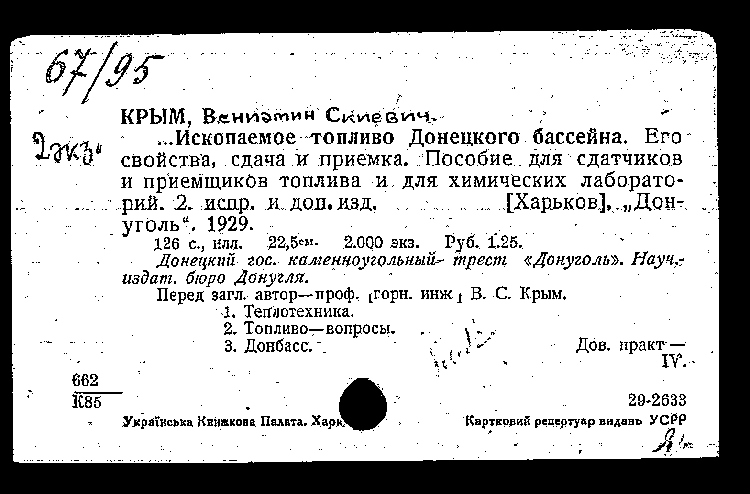 67/95
КРЫМ, Вениамин
2 экз.
...Ископаемое топливо Донецкого бассейна. Его
свойства, сдача и приемка. Пособие для сдатчиков
и приемщиков топлива и для химических лаборато-
рий. 2. испр. и доп. изд. [Харьков]. „Дон-
уголь“. 1929.
126 с., илл. 22,5см. 2.000 экз. Руб. 1.25.
Донецкий гос. каменноугольный трест «Донуголь». Науч.-
издат. бюро Донугля.
Перед загл. автор—проф. [горн. инж] В. С. Крым.
1. Теплотехника.
2. Топливо—вопросы.
3. Донбасс.
Дов. практ—
IV.
662
К85
29-2633
Українська Книжкова Палата. Харк
Картковий репертуар видань УСРР